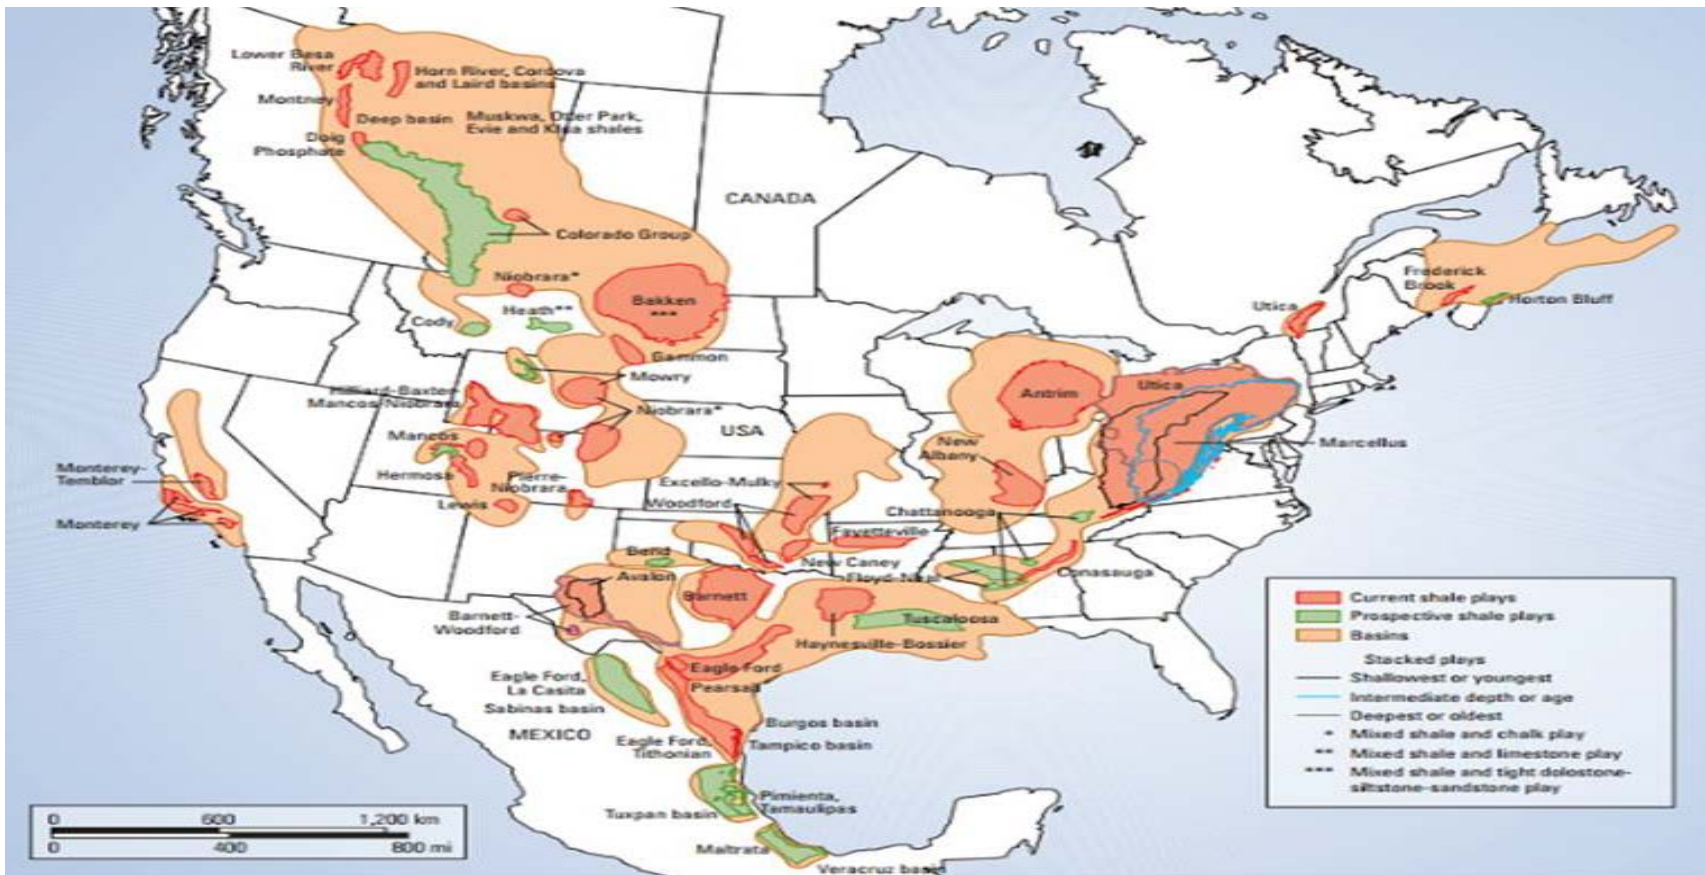 Lower Besa
River
Horn River, Cordova
and Laird basins
Montney
Deep basin
Muskwa, Otter Park,
Evie and Klua shales
Doig
Phosphate
CANADA
Colorado Group
Niobrara*
Bakken
***
Heath**
Cody
Gammon
Mowry
Hilliard-Baxter-
Mancos-Niobrara
Niobrara*
USA
Mancos
Hermosa
Pierre-
Niobrara
Lewis
Monterey-
Temblor
Monterey
Utica
Frederick
Brook
Horton Bluff
Antrim
Utica
Marcellus
New
Albany
Excello-Mulky
Woodford
Chattanooga
Fayetteville
Bend
New Caney
Floyd-Neal
Conasauga
Avalon
Barnett
Barnett-
Woodford
Tuscaloosa
Haynesville-Bossier
Eagle Ford
Pearsall
Eagle Ford,
La Casita
Sabinas basin
MEXICO
Burgos basin
Eagle Ford,
Tithonian
Tampico basin
Pimienta,
Tamaulipas
Tuxpan basin
Maltrata
Veracruz basin
Current shale plays
Prospective shale plays
Basins
Stacked plays
Shallowest or youngest
Intermediate depth or age
Deepest or oldest
* Mixed shale and chalk play
** Mixed shale and limestone play
*** Mixed shale and tight dolostone-
siltstone-sandstone play
0 600 1,200 km
0 400 800 mi